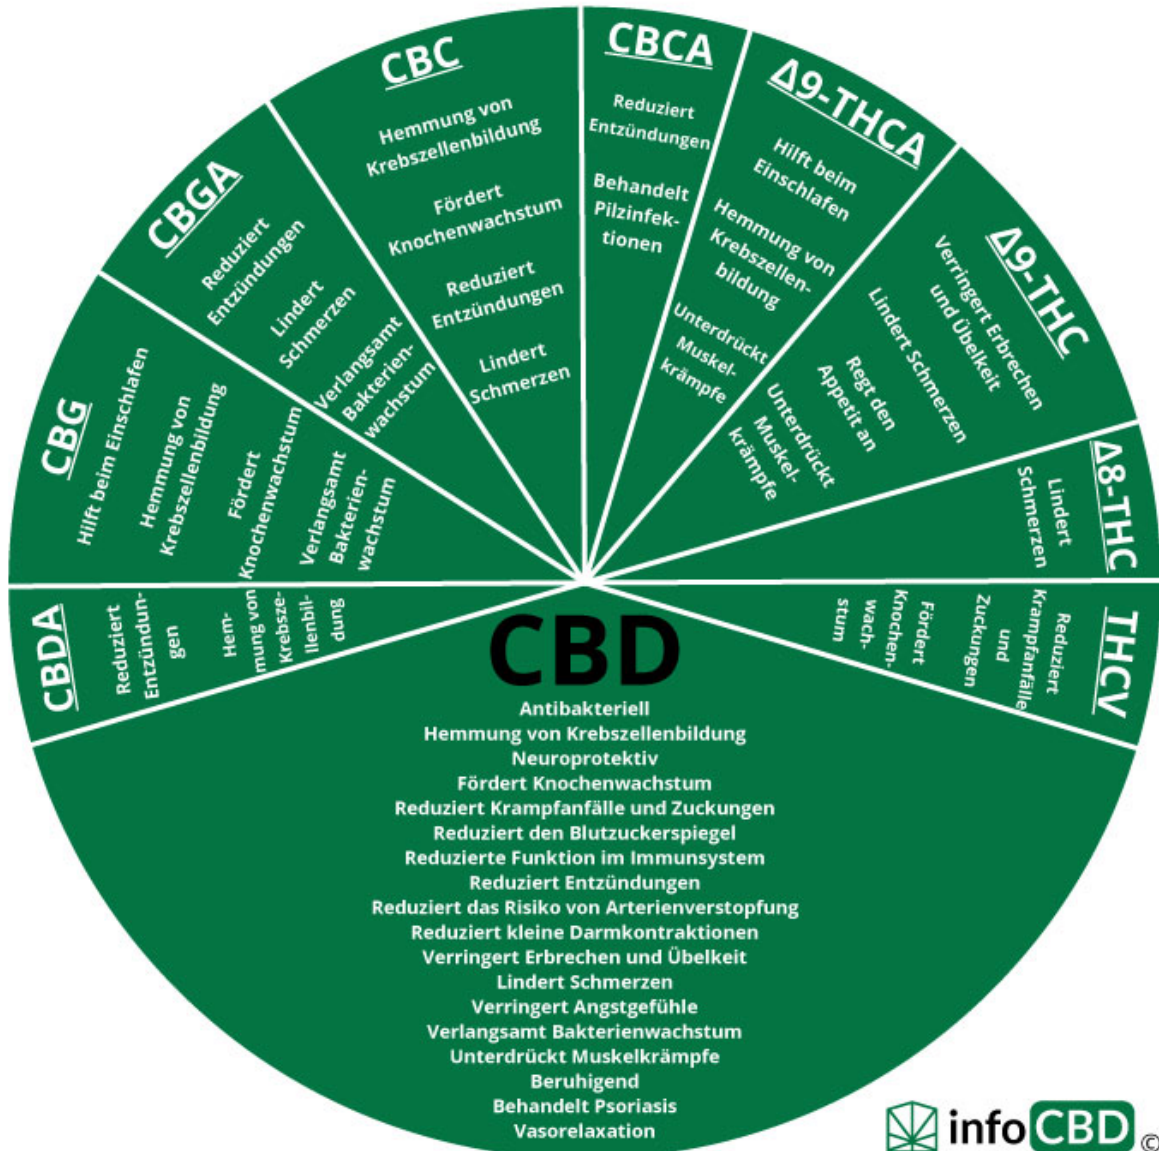 CBC
Hemmung von
Krebszellenbildung
Fördert
Knochenwachstum
Reduziert
Entzündungen
Lindert
Schmerzen
CBCA
Reduziert
Entzündungen
Behandelt
Pilzinfek-
tionen
Δ9-THCA
Hilft beim
Einschlafen
Hemmung von
Krebszellen-
bildung
Unterdrückt
Muskel-
krämpfe
Δ9-THC
Verringert Erbrechen
und Übelkeit
Lindert Schmerzen
Regt den
Appetit an
Unterdrückt
Muskel-
krämpfe
Δ8-THC
Lindert
Schmerzen
THCV
Reduziert
Krampfanfälle
und
Zuckungen
Fördert
Knochen-
wach-
stum
CBGA
Reduziert
Entzündungen
Lindert
Schmerzen
Verlangsamt
Bakterien-
wachstum
CBG
Hilft beim Einschlafen
Hemmung von
Krebszellenbildung
Fördert
Knochenwachstum
Verlangsamt
Bakterien-
wachstum
CBDA
Reduziert
Entzündun-
gen
Hem-
mung von
Krebsze-
llenbil-
dung
CBD
Antibakteriell
Hemmung von Krebszellenbildung
Neuroprotektiv
Fördert Knochenwachstum
Reduziert Krampfanfälle und Zuckungen
Reduziert den Blutzuckerspiegel
Reduzierte Funktion im Immunsystem
Reduziert Entzündungen
Reduziert das Risiko von Arterienverstopfung
Reduziert kleine Darmkontraktionen
Verringert Erbrechen und Übelkeit
Lindert Schmerzen
Verringert Angstgefühle
Verlangsamt Bakterienwachstum
Unterdrückt Muskelkrämpfe
Beruhigend
Behandelt Psoriasis
Vasorelaxation
info CBD ©